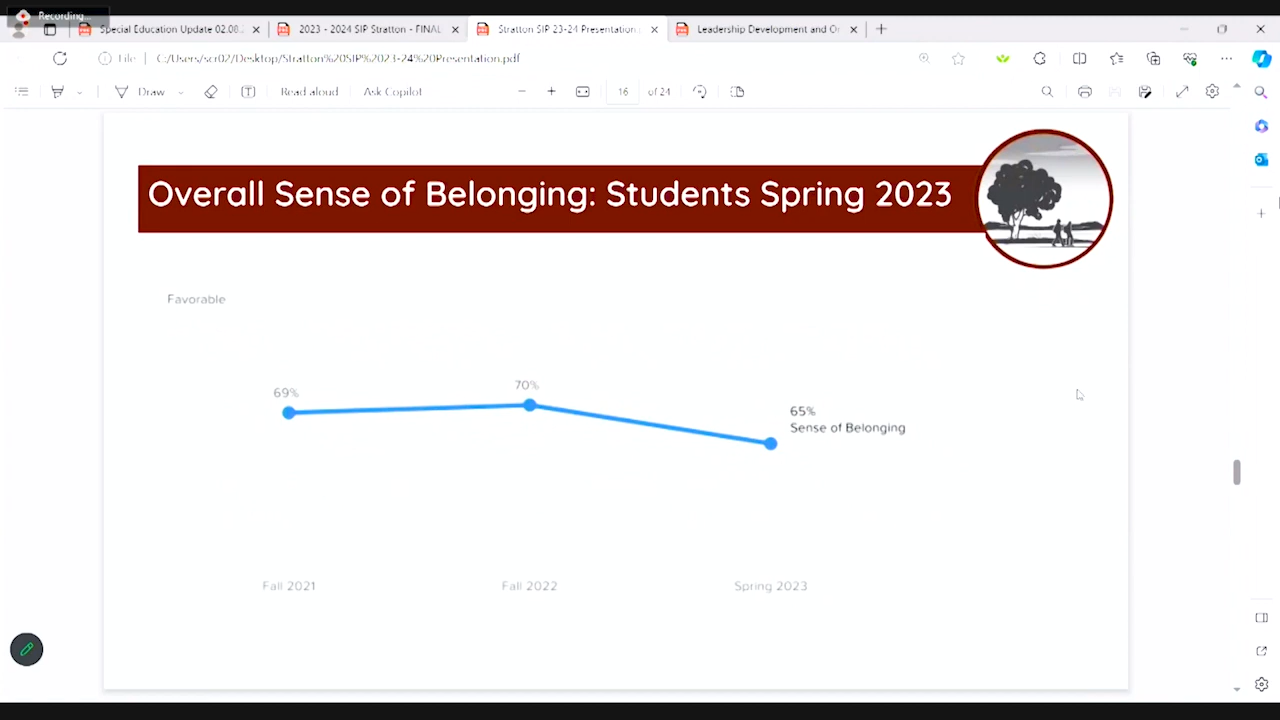 Recording...
Special Education Update 02.08.2
2023 - 2024 SIP Stratton - FINAL
Stratton SIP 23-24 Presentation.
Leadership Development and Or
File
C:/Users/scr02/Desktop/Stratton%20SIP%2023-24%20Presentation.pdf
Draw
Read aloud
Ask Copilot
16
of 24
Overall Sense of Belonging: Students Spring 2023
Favorable
69%
70%
65%
Sense of Belonging
Fall 2021
Fall 2022
Spring 2023